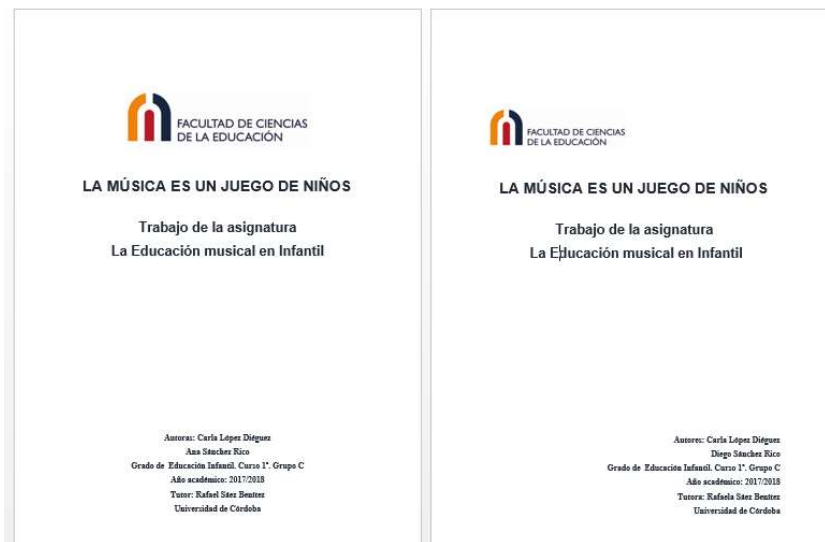 FACULTAD DE CIENCIAS
DE LA EDUCACIÓN
LA MÚSICA ES UN JUEGO DE NIÑOS
Trabajo de la asignatura
La Educación musical en Infantil
Autoras: Carla López Diéguez
Ana Sánchez Rico
Grado de Educación Infantil. Curso 1º. Grupo C
Año académico: 2017/2018
Tutor: Rafael Sáez Benítez
Universidad de Córdoba
FACULTAD DE CIENCIAS
DE LA EDUCACIÓN
LA MÚSICA ES UN JUEGO DE NIÑOS
Trabajo de la asignatura
La Educación musical en Infantil
Autores: Carla López Diéguez
Diego Sánchez Rico
Grado de Educación Infantil. Curso 1º. Grupo C
Año académico: 2017/2018
Tutora: Rafaela Sáez Benítez
Universidad de Córdoba